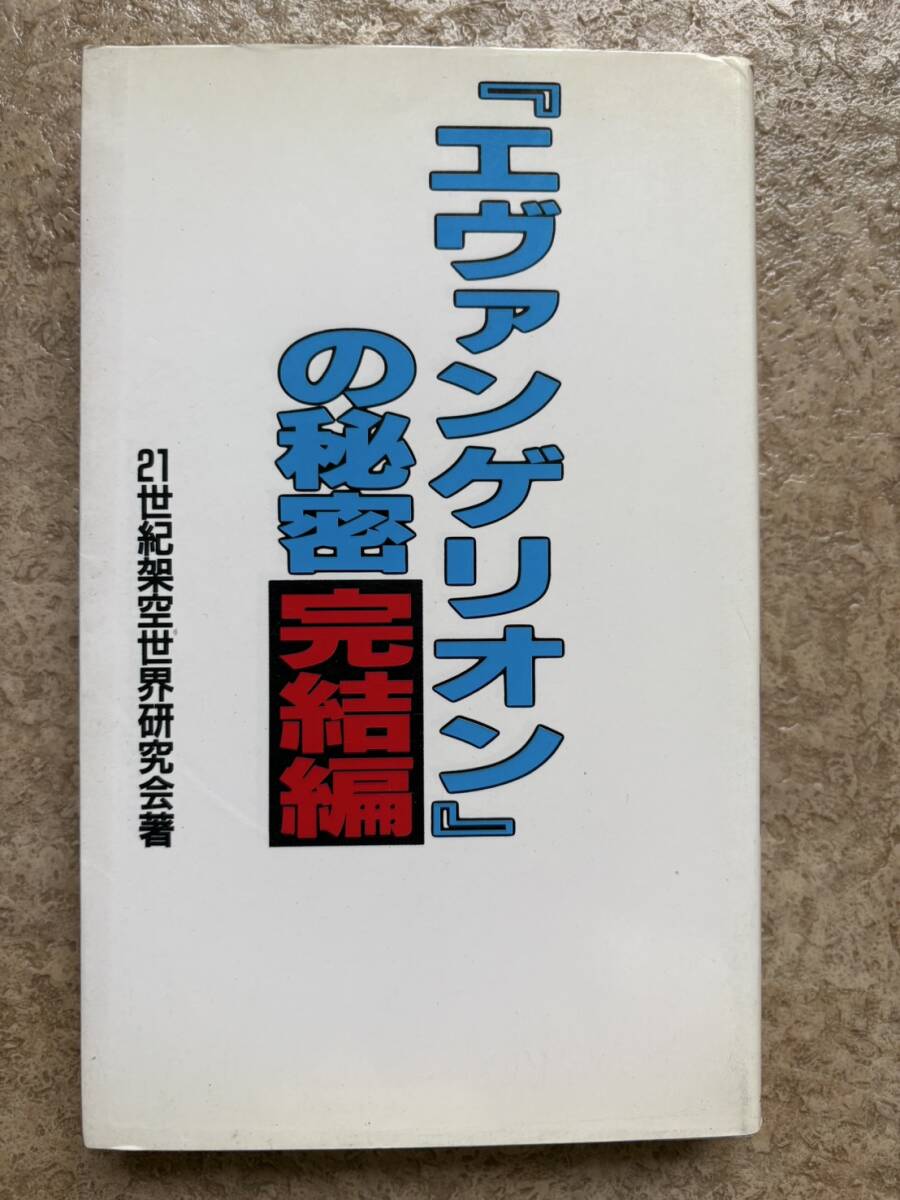 『エヴァンゲリオン』
の秘密完結編
21世紀架空世界研究会著